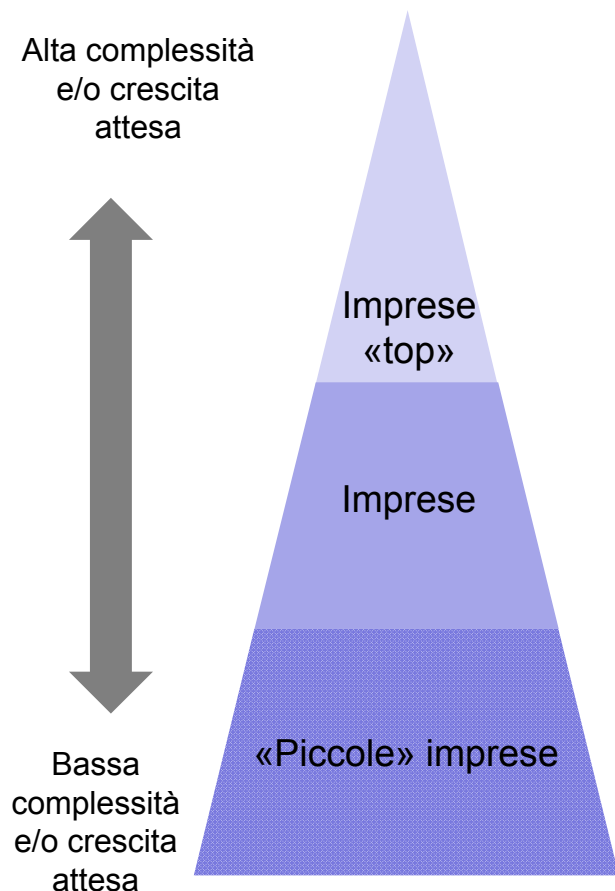 Alta complessità
e/o crescita
attesa
Imprese
«top»
Imprese
«Piccole» imprese
Bassa
complessità
e/o crescita
attesa